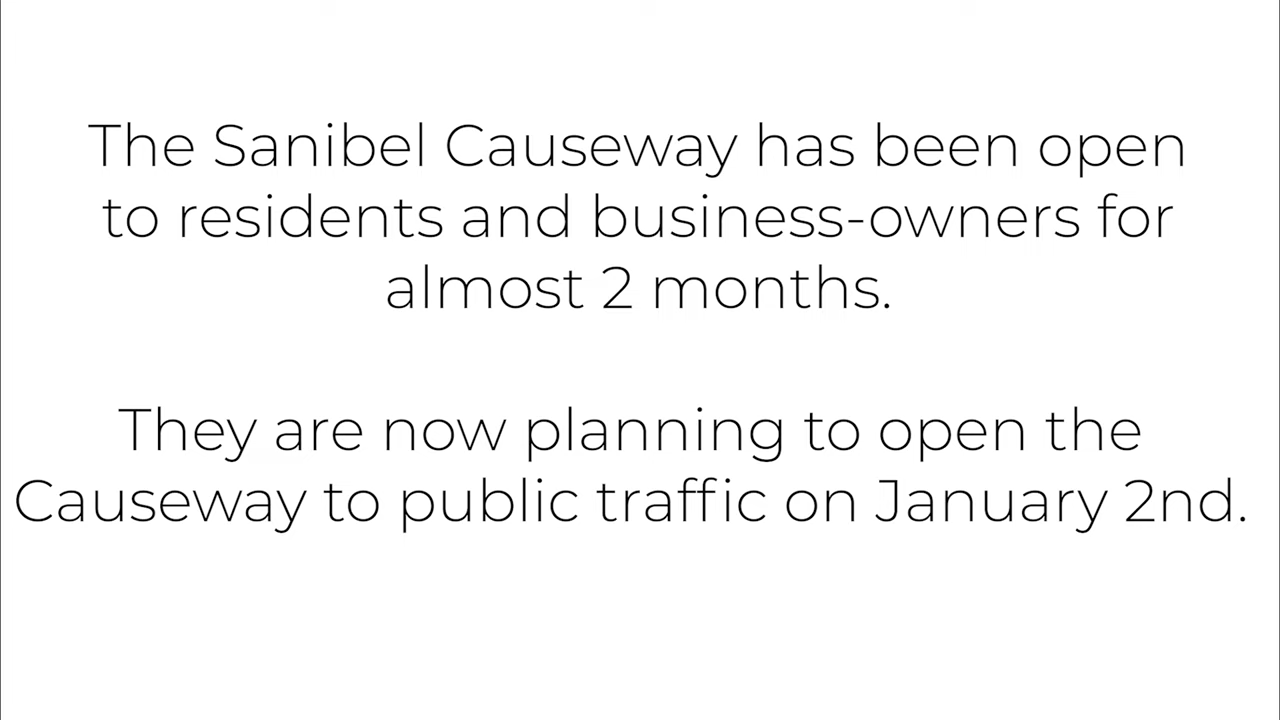 The Sanibel Causeway has been open
to residents and business-owners for
almost 2 months.
They are now planning to open the
Causeway to public traffic on January 2nd.